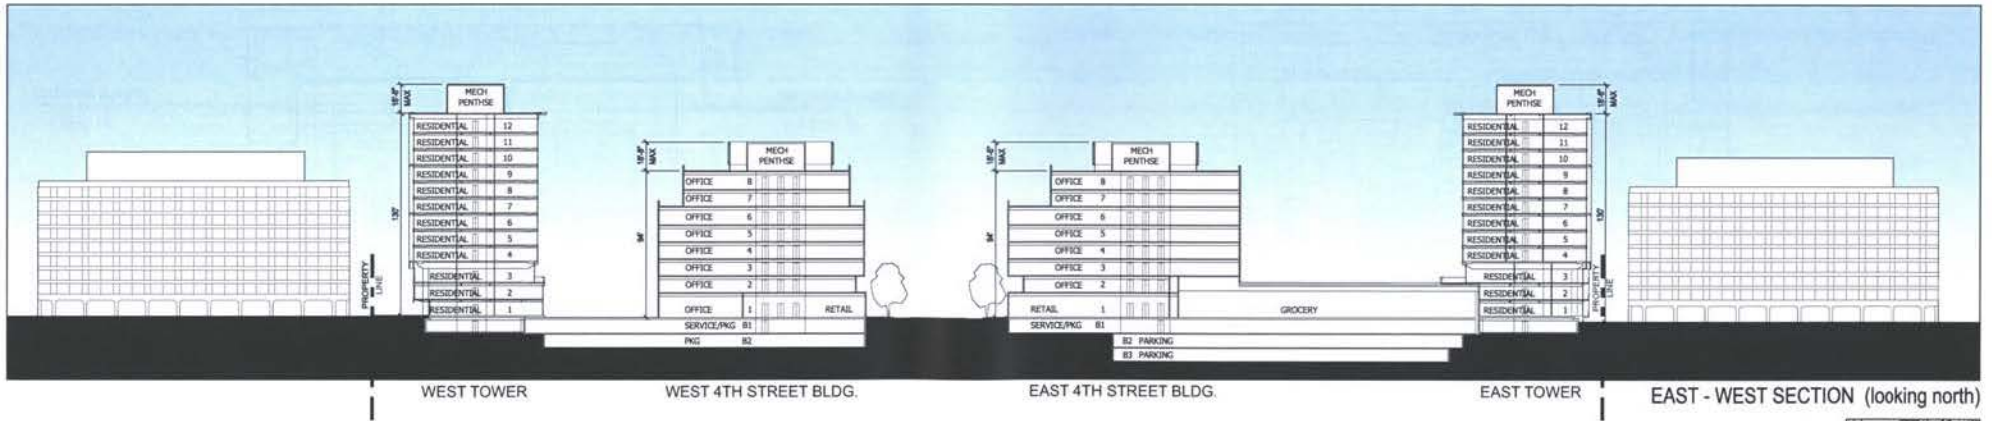 MECH
PENTHSE
18'-6"
MAX
130'
RESIDENTIAL 12
RESIDENTIAL 11
RESIDENTIAL 10
RESIDENTIAL 9
RESIDENTIAL 8
RESIDENTIAL 7
RESIDENTIAL 6
RESIDENTIAL 5
RESIDENTIAL 4
RESIDENTIAL 3
RESIDENTIAL 2
RESIDENTIAL 1
PROPERTY
LINE
MECH
PENTHSE
18'-6"
MAX
94'
OFFICE 8
OFFICE 7
OFFICE 6
OFFICE 5
OFFICE 4
OFFICE 3
OFFICE 2
OFFICE 1 RETAIL
SERVICE/PKG B1
PKG B2
MECH
PENTHSE
18'-6"
MAX
94'
OFFICE 8
OFFICE 7
OFFICE 6
OFFICE 5
OFFICE 4
OFFICE 3
OFFICE 2
RETAIL 1 GROCERY
SERVICE/PKG B1
B2 PARKING
B3 PARKING
MECH
PENTHSE
18'-6"
MAX
130'
RESIDENTIAL 12
RESIDENTIAL 11
RESIDENTIAL 10
RESIDENTIAL 9
RESIDENTIAL 8
RESIDENTIAL 7
RESIDENTIAL 6
RESIDENTIAL 5
RESIDENTIAL 4
RESIDENTIAL 3
RESIDENTIAL 2
RESIDENTIAL 1
PROPERTY
LINE
WEST TOWER
WEST 4TH STREET BLDG.
EAST 4TH STREET BLDG.
EAST TOWER
EAST - WEST SECTION (looking north)